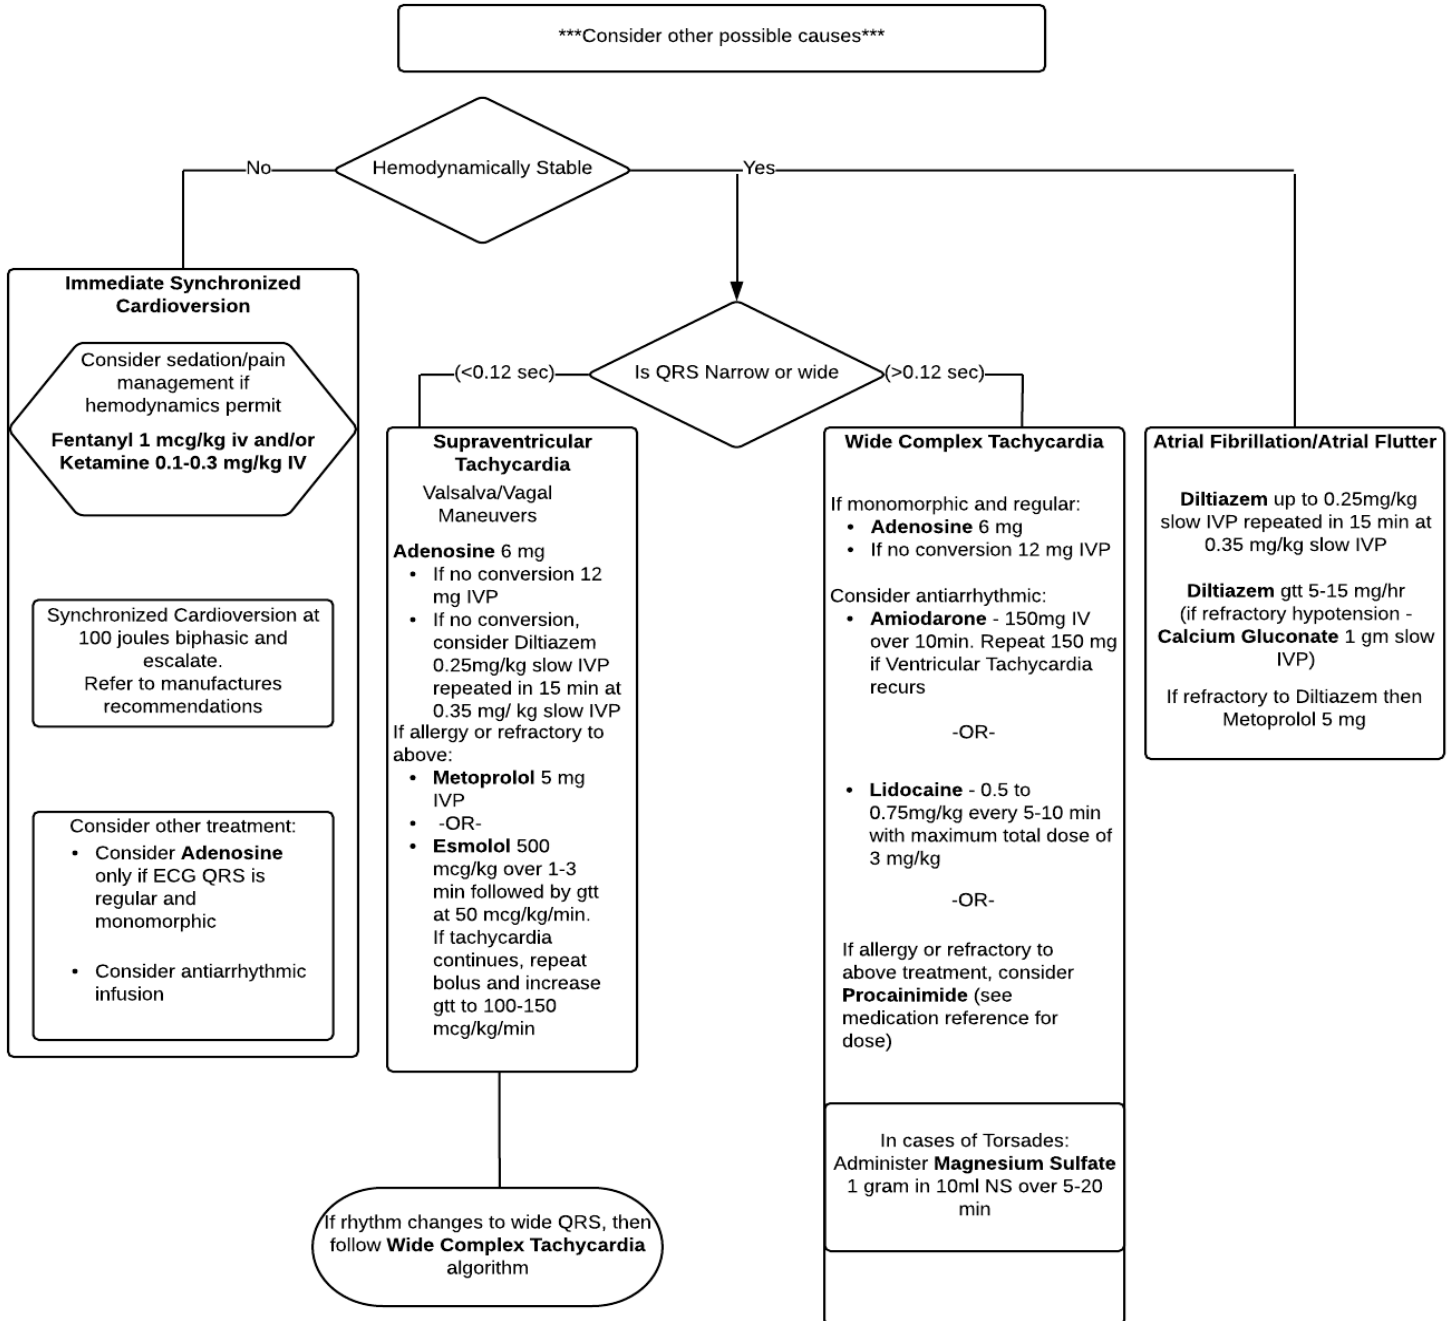 ***Consider other possible causes***
Hemodynamically Stable
No
Yes
Immediate Synchronized
Cardioversion
Consider sedation/pain
management if
hemodynamics permit
Fentanyl 1 mcg/kg iv and/or
Ketamine 0.1-0.3 mg/kg IV
Synchronized Cardioversion at
100 joules biphasic and
escalate.
Refer to manufactures
recommendations
Consider other treatment:
• Consider Adenosine
only if ECG QRS is
regular and
monomorphic
• Consider antiarrhythmic
infusion
Is QRS Narrow or wide
(<0.12 sec)
(>0.12 sec)
Supraventricular
Tachycardia
Valsalva/Vagal
Maneuvers
Adenosine 6 mg
• If no conversion 12
mg IVP
• If no conversion,
consider Diltiazem
0.25mg/kg slow IVP
repeated in 15 min at
0.35 mg/ kg slow IVP
If allergy or refractory to
above:
• Metoprolol 5 mg
IVP
• -OR-
• Esmolol 500
mcg/kg over 1-3
min followed by gtt
at 50 mcg/kg/min.
If tachycardia
continues, repeat
bolus and increase
gtt to 100-150
mcg/kg/min
If rhythm changes to wide QRS, then
follow Wide Complex Tachycardia
algorithm
Wide Complex Tachycardia
If monomorphic and regular:
• Adenosine 6 mg
• If no conversion 12 mg IVP
Consider antiarrhythmic:
• Amiodarone - 150mg IV
over 10min. Repeat 150 mg
if Ventricular Tachycardia
recurs
-OR-
• Lidocaine - 0.5 to
0.75mg/kg every 5-10 min
with maximum total dose of
3 mg/kg
-OR-
If allergy or refractory to
above treatment, consider
Procainimide (see
medication reference for
dose)
In cases of Torsades:
Administer Magnesium Sulfate
1 gram in 10ml NS over 5-20
min
Atrial Fibrillation/Atrial Flutter
Diltiazem up to 0.25mg/kg
slow IVP repeated in 15 min at
0.35 mg/kg slow IVP
Diltiazem gtt 5-15 mg/hr
(if refractory hypotension -
Calcium Gluconate 1 gm slow
IVP)
If refractory to Diltiazem then
Metoprolol 5 mg